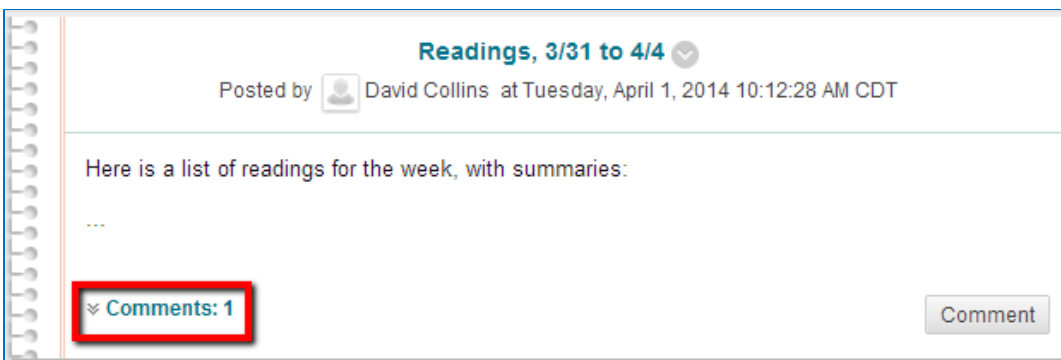 Readings, 3/31 to 4/4
Posted by David Collins at Tuesday, April 1, 2014 10:12:28 AM CDT
Here is a list of readings for the week, with summaries:
---
Comments: 1
Comment